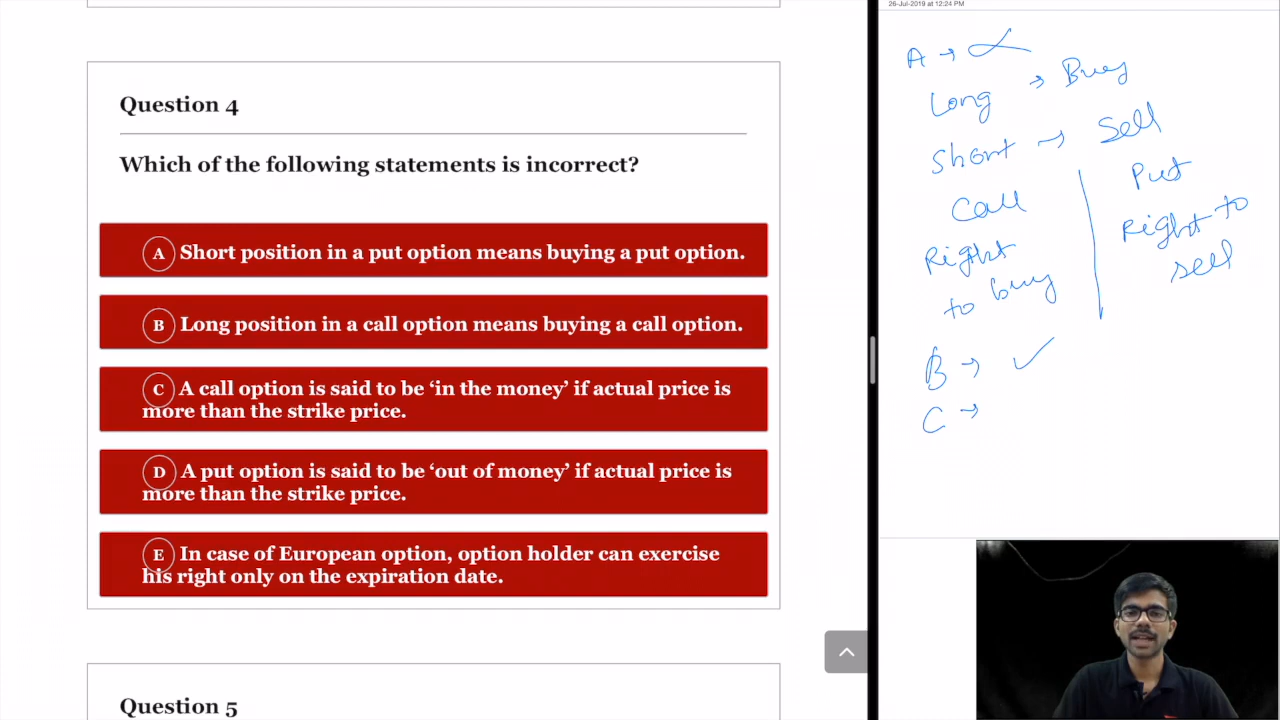 26-Jul-2019 at 12:24 PM
Question 4
Which of the following statements is incorrect?
A Short position in a put option means buying a put option.
B Long position in a call option means buying a call option.
C A call option is said to be ‘in the money’ if actual price is
more than the strike price.
D A put option is said to be ‘out of money’ if actual price is
more than the strike price.
E In case of European option, option holder can exercise
his right only on the expiration date.
Question 5
A →
Long → Buy
Short → Sell
Call
Right
to buy
Put
Right to
sell
B → ✓
C →